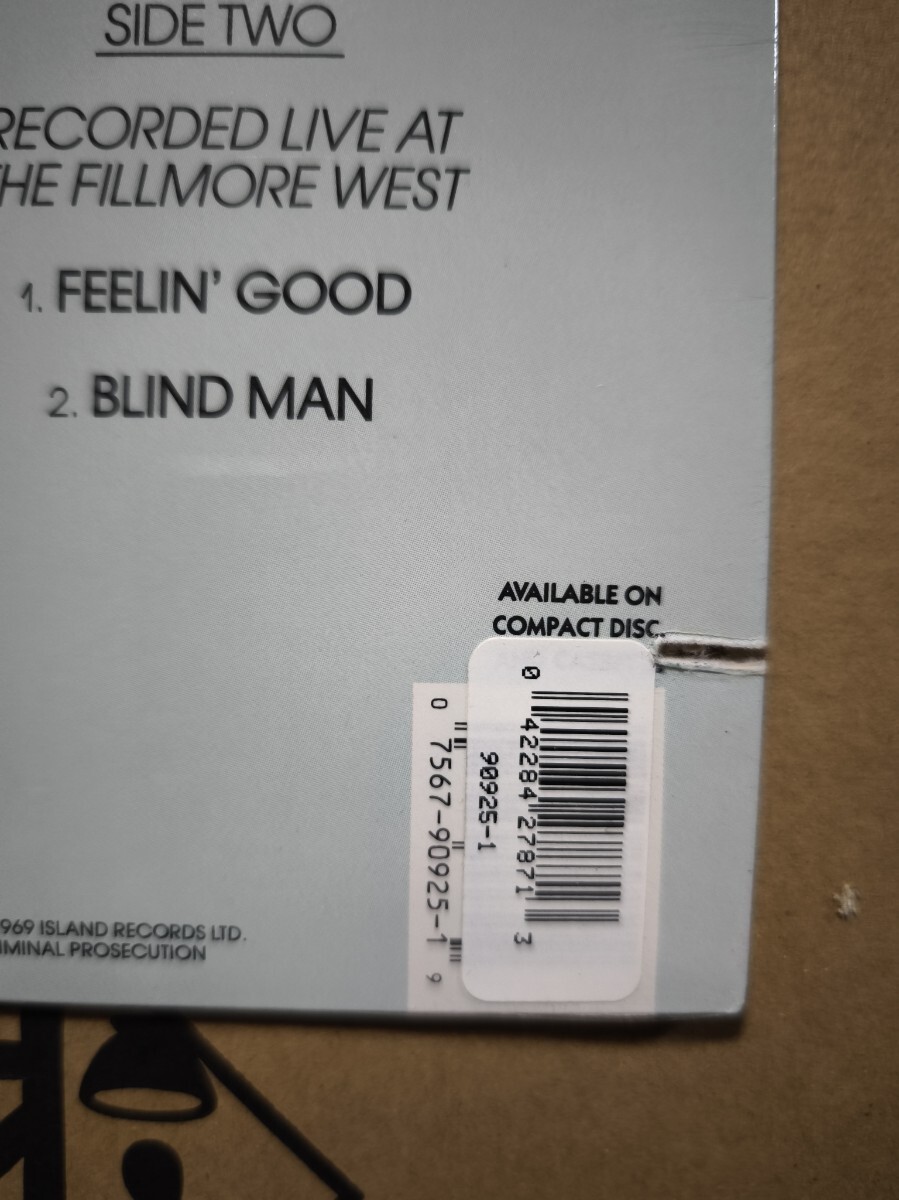 SIDE TWO
RECORDED LIVE AT
THE FILLMORE WEST
1. FEELIN' GOOD
2. BLIND MAN
AVAILABLE ON
COMPACT DISC.
0 42284 27871 3
90925-1
0 7567-90925-1 9
969 ISLAND RECORDS LTD.
IMINAL PROSECUTION